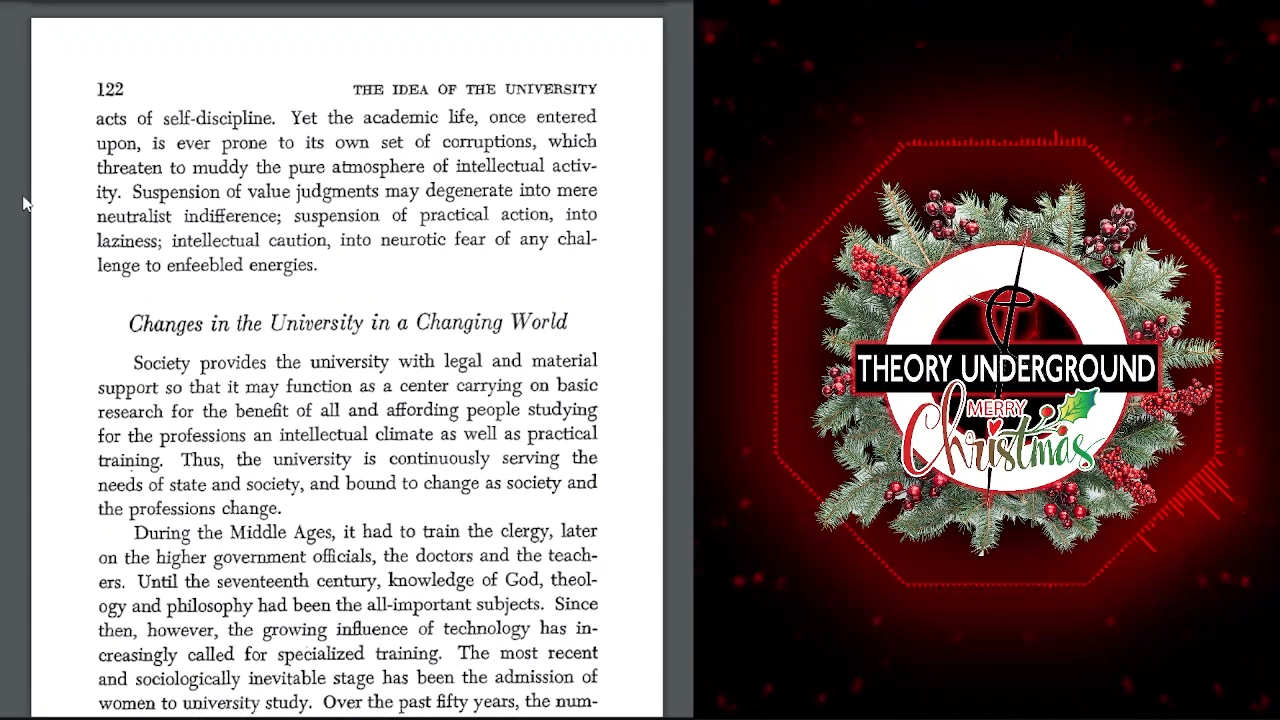 122
THE IDEA OF THE UNIVERSITY
acts of self-discipline. Yet the academic life, once entered
upon, is ever prone to its own set of corruptions, which
threaten to muddy the pure atmosphere of intellectual activ-
ity. Suspension of value judgments may degenerate into mere
neutralist indifference; suspension of practical action, into
laziness; intellectual caution, into neurotic fear of any chal-
lenge to enfeebled energies.
Changes in the University in a Changing World
Society provides the university with legal and material
support so that it may function as a center carrying on basic
research for the benefit of all and affording people studying
for the professions an intellectual climate as well as practical
training. Thus, the university is continuously serving the
needs of state and society, and bound to change as society and
the professions change.
During the Middle Ages, it had to train the clergy, later
on the higher government officials, the doctors and the teach-
ers. Until the seventeenth century, knowledge of God, theol-
ogy and philosophy had been the all-important subjects. Since
then, however, the growing influence of technology has in-
creasingly called for specialized training. The most recent
and sociologically inevitable stage has been the admission of
women to university study. Over the past fifty years, the num-
THEORY UNDERGROUND
MERRY
Christmas